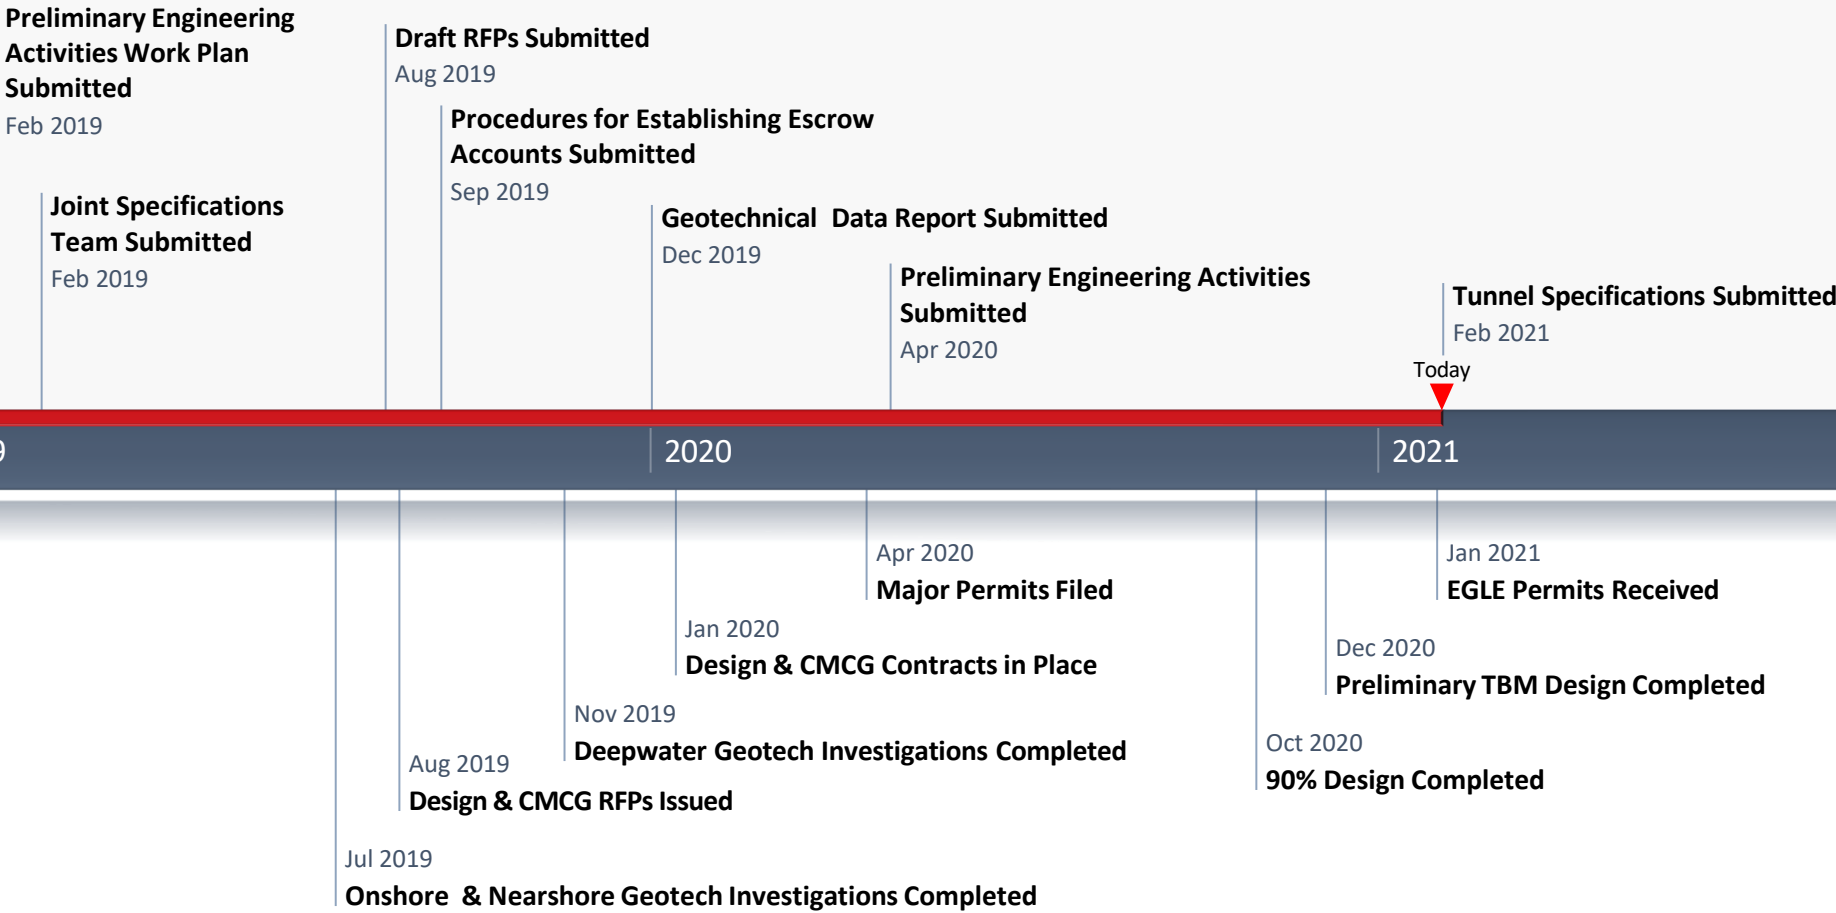 Preliminary Engineering
Activities Work Plan
Submitted
Feb 2019
Joint Specifications
Team Submitted
Feb 2019
Draft RFPs Submitted
Aug 2019
Procedures for Establishing Escrow
Accounts Submitted
Sep 2019
Geotechnical Data Report Submitted
Dec 2019
Preliminary Engineering Activities
Submitted
Apr 2020
Tunnel Specifications Submitted
Feb 2021
Today
9
2020
2021
Apr 2020
Major Permits Filed
Jan 2021
EGLE Permits Received
Jan 2020
Design & CMCG Contracts in Place
Dec 2020
Preliminary TBM Design Completed
Nov 2019
Deepwater Geotech Investigations Completed
Oct 2020
90% Design Completed
Aug 2019
Design & CMCG RFPs Issued
Jul 2019
Onshore & Nearshore Geotech Investigations Completed